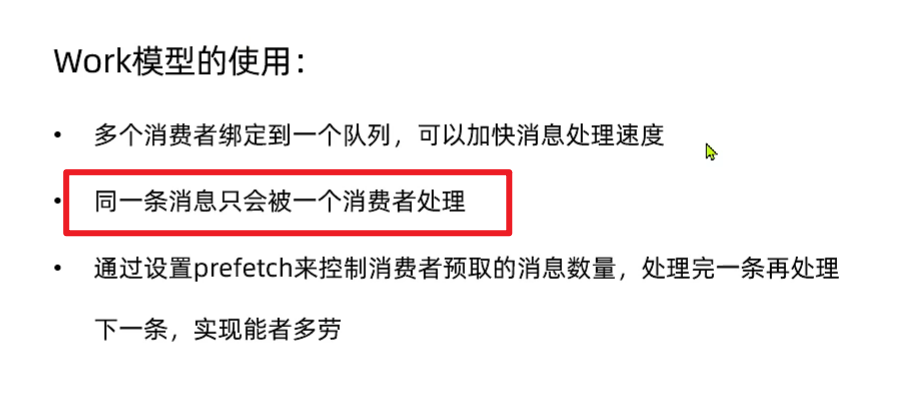 Work模型的使用：
• 多个消费者绑定到一个队列，可以加快消息处理速度
• 同一条消息只会被一个消费者处理
• 通过设置prefetch来控制消费者预取的消息数量，处理完一条再处理
下一条，实现能者多劳